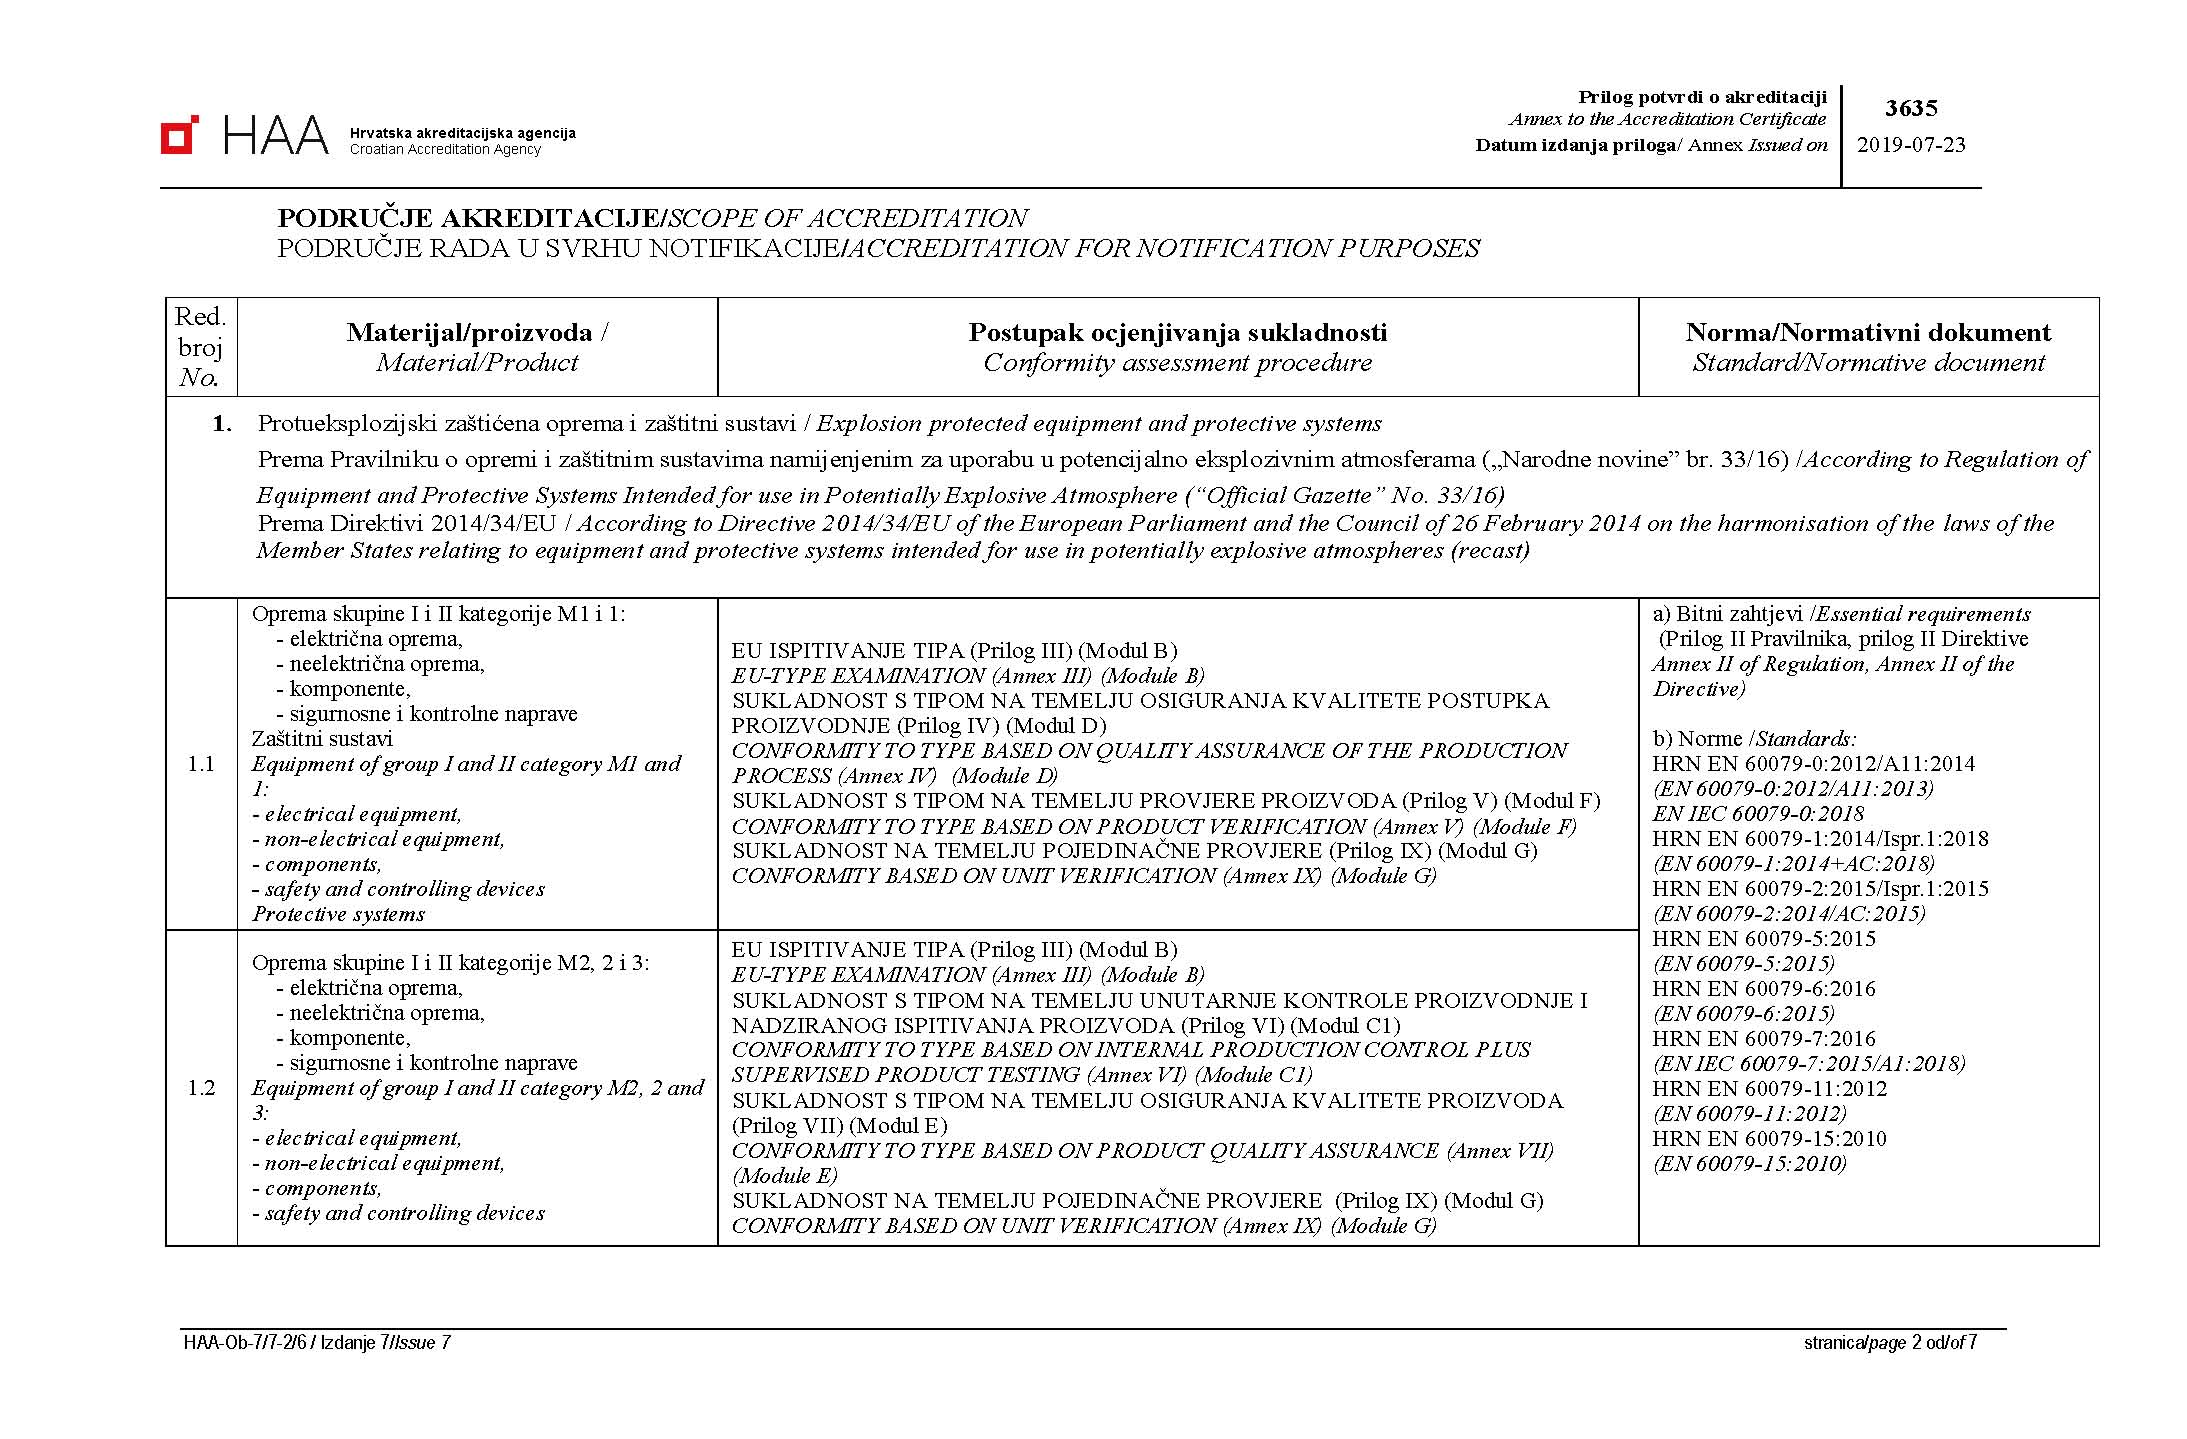 HAA
Hrvatska akreditacijska agencija
Croatian Accreditation Agency
Prilog potvrdi o akreditaciji
Annex to the Accreditation Certificate
Datum izdanja priloga/ Annex Issued on
3635
2019-07-23
PODRUČJE AKREDITACIJE/SCOPE OF ACCREDITATION
PODRUČJE RADA U SVRHU NOTIFIKACIJE/ACCREDITATION FOR NOTIFICATION PURPOSES
Red.
broj
No.
Materijal/proizvoda /
Material/Product
Postupak ocjenjivanja sukladnosti
Conformity assessment procedure
Norma/Normativni dokument
Standard/Normative document
1. Protueksplozijski zaštićena oprema i zaštitni sustavi / Explosion protected equipment and protective systems
Prema Pravilniku o opremi i zaštitnim sustavima namijenjenim za uporabu u potencijalno eksplozivnim atmosferama („Narodne novine” br. 33/16) /According to Regulation of
Equipment and Protective Systems Intended for use in Potentially Explosive Atmosphere (“Official Gazette” No. 33/16)
Prema Direktivi 2014/34/EU / According to Directive 2014/34/EU of the European Parliament and the Council of 26 February 2014 on the harmonisation of the laws of the
Member States relating to equipment and protective systems intended for use in potentially explosive atmospheres (recast)
1.1
Oprema skupine I i II kategorije M1 i 1:
- električna oprema,
- neelektrična oprema,
- komponente,
- sigurnosne i kontrolne naprave
Zaštitni sustavi
Equipment of group I and II category M1 and
1:
- electrical equipment,
- non-electrical equipment,
- components,
- safety and controlling devices
Protective systems
EU ISPITIVANJE TIPA (Prilog III) (Modul B)
EU-TYPE EXAMINATION (Annex III) (Module B)
SUKLADNOST S TIPOM NA TEMELJU OSIGURANJA KVALITETE POSTUPKA
PROIZVODNJE (Prilog IV) (Modul D)
CONFORMITY TO TYPE BASED ON QUALITY ASSURANCE OF THE PRODUCTION
PROCESS (Annex IV) (Module D)
SUKLADNOST S TIPOM NA TEMELJU PROVJERE PROIZVODA (Prilog V) (Modul F)
CONFORMITY TO TYPE BASED ON PRODUCT VERIFICATION (Annex V) (Module F)
SUKLADNOST NA TEMELJU POJEDINAČNE PROVJERE (Prilog IX) (Modul G)
CONFORMITY BASED ON UNIT VERIFICATION (Annex IX) (Module G)
a) Bitni zahtjevi /Essential requirements
(Prilog II Pravilnika, prilog II Direktive
Annex II of Regulation, Annex II of the
Directive)
b) Norme /Standards:
HRN EN 60079-0:2012/A11:2014
(EN 60079-0:2012/A11:2013)
EN IEC 60079-0:2018
HRN EN 60079-1:2014/Ispr.1:2018
(EN 60079-1:2014+AC:2018)
HRN EN 60079-2:2015/Ispr.1:2015
(EN 60079-2:2014/AC:2015)
HRN EN 60079-5:2015
(EN 60079-5:2015)
HRN EN 60079-6:2016
(EN 60079-6:2015)
HRN EN 60079-7:2016
(EN IEC 60079-7:2015/A1:2018)
HRN EN 60079-11:2012
(EN 60079-11:2012)
HRN EN 60079-15:2010
(EN 60079-15:2010)
1.2
Oprema skupine I i II kategorije M2, 2 i 3:
- električna oprema,
- neelektrična oprema,
- komponente,
- sigurnosne i kontrolne naprave
Equipment of group I and II category M2, 2 and
3:
- electrical equipment,
- non-electrical equipment,
- components,
- safety and controlling devices
EU ISPITIVANJE TIPA (Prilog III) (Modul B)
EU-TYPE EXAMINATION (Annex III) (Module B)
SUKLADNOST S TIPOM NA TEMELJU UNUTARNJE KONTROLE PROIZVODNJE I
NADZIRANOG ISPITIVANJA PROIZVODA (Prilog VI) (Modul C1)
CONFORMITY TO TYPE BASED ON INTERNAL PRODUCTION CONTROL PLUS
SUPERVISED PRODUCT TESTING (Annex VI) (Module C1)
SUKLADNOST S TIPOM NA TEMELJU OSIGURANJA KVALITETE PROIZVODA
(Prilog VII) (Modul E)
CONFORMITY TO TYPE BASED ON PRODUCT QUALITY ASSURANCE (Annex VII)
(Module E)
SUKLADNOST NA TEMELJU POJEDINAČNE PROVJERE (Prilog IX) (Modul G)
CONFORMITY BASED ON UNIT VERIFICATION (Annex IX) (Module G)
HAA-Ob-7/7-2/6 / Izdanje 7/Issue 7
stranica/page 2 od/of 7